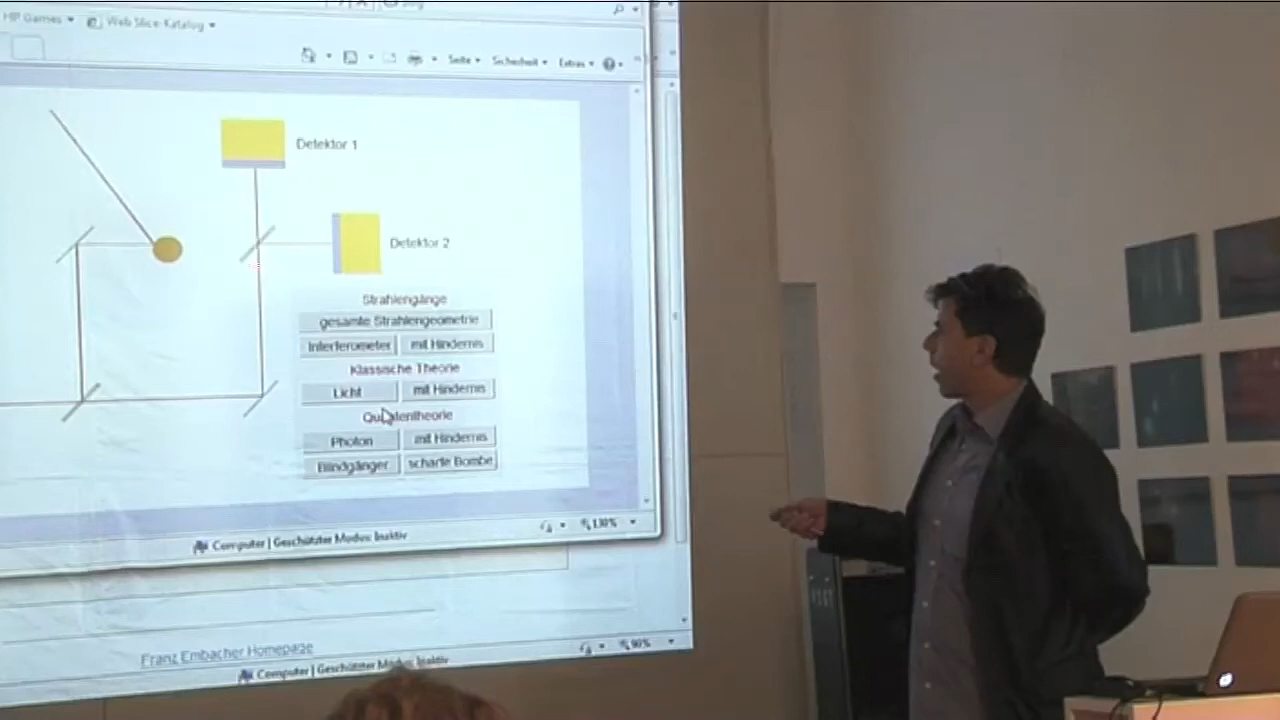 HP Games
Web Slice-Katalog
Seite
Sicherheit
Extras
Detektor 1
Detektor 2
Strahlengänge
gesamte Strahlengeometrie
Interferometer mit Hindernis
Klassische Theorie
Licht mit Hindernis
Quantentheorie
Photon mit Hindernis
Blindgänger scharfe Bombe
130%
Computer | Geschützter Modus: Inaktiv
Franz Embacher Homepage
90%
Computer | Geschützter Modus: Inaktiv